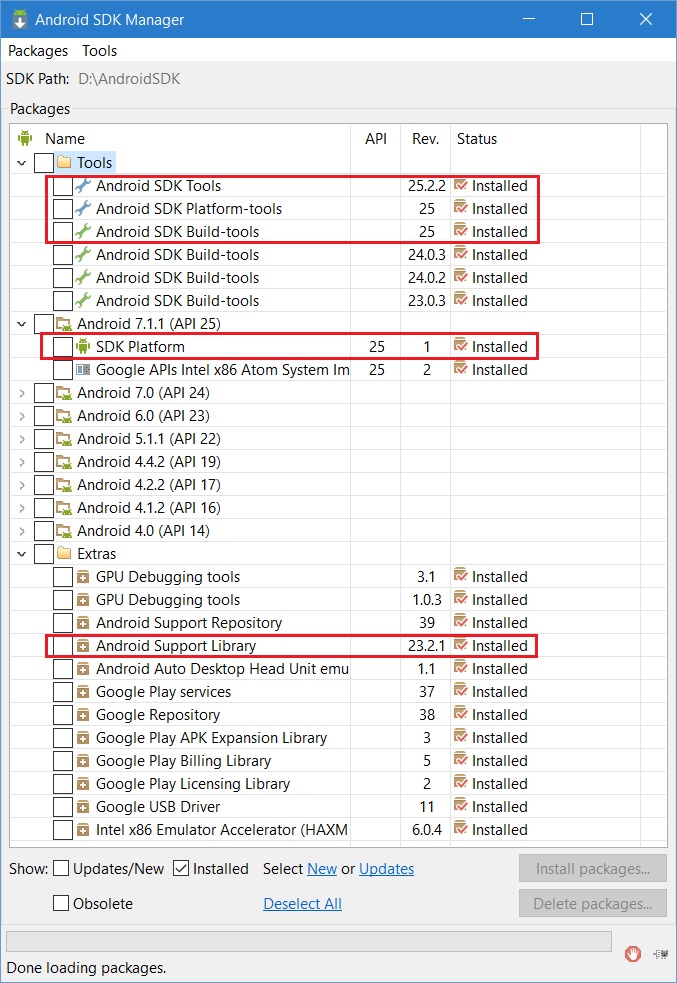 Android SDK Manager
Packages Tools
SDK Path: D:\AndroidSDK
Packages
Name API Rev. Status
Tools
Android SDK Tools 25.2.2 Installed
Android SDK Platform-tools 25 Installed
Android SDK Build-tools 25 Installed
Android SDK Build-tools 24.0.3 Installed
Android SDK Build-tools 24.0.2 Installed
Android SDK Build-tools 23.0.3 Installed
Android 7.1.1 (API 25)
SDK Platform 25 1 Installed
Google APIs Intel x86 Atom System Im 25 2 Installed
Android 7.0 (API 24)
Android 6.0 (API 23)
Android 5.1.1 (API 22)
Android 4.4.2 (API 19)
Android 4.2.2 (API 17)
Android 4.1.2 (API 16)
Android 4.0 (API 14)
Extras
GPU Debugging tools 3.1 Installed
GPU Debugging tools 1.0.3 Installed
Android Support Repository 39 Installed
Android Support Library 23.2.1 Installed
Android Auto Desktop Head Unit emu 1.1 Installed
Google Play services 37 Installed
Google Repository 38 Installed
Google Play APK Expansion Library 3 Installed
Google Play Billing Library 5 Installed
Google Play Licensing Library 2 Installed
Google USB Driver 11 Installed
Intel x86 Emulator Accelerator (HAXM 6.0.4 Installed
Show: Updates/New Installed Select New or Updates Install packages...
Obsolete Deselect All Delete packages...
Done loading packages.